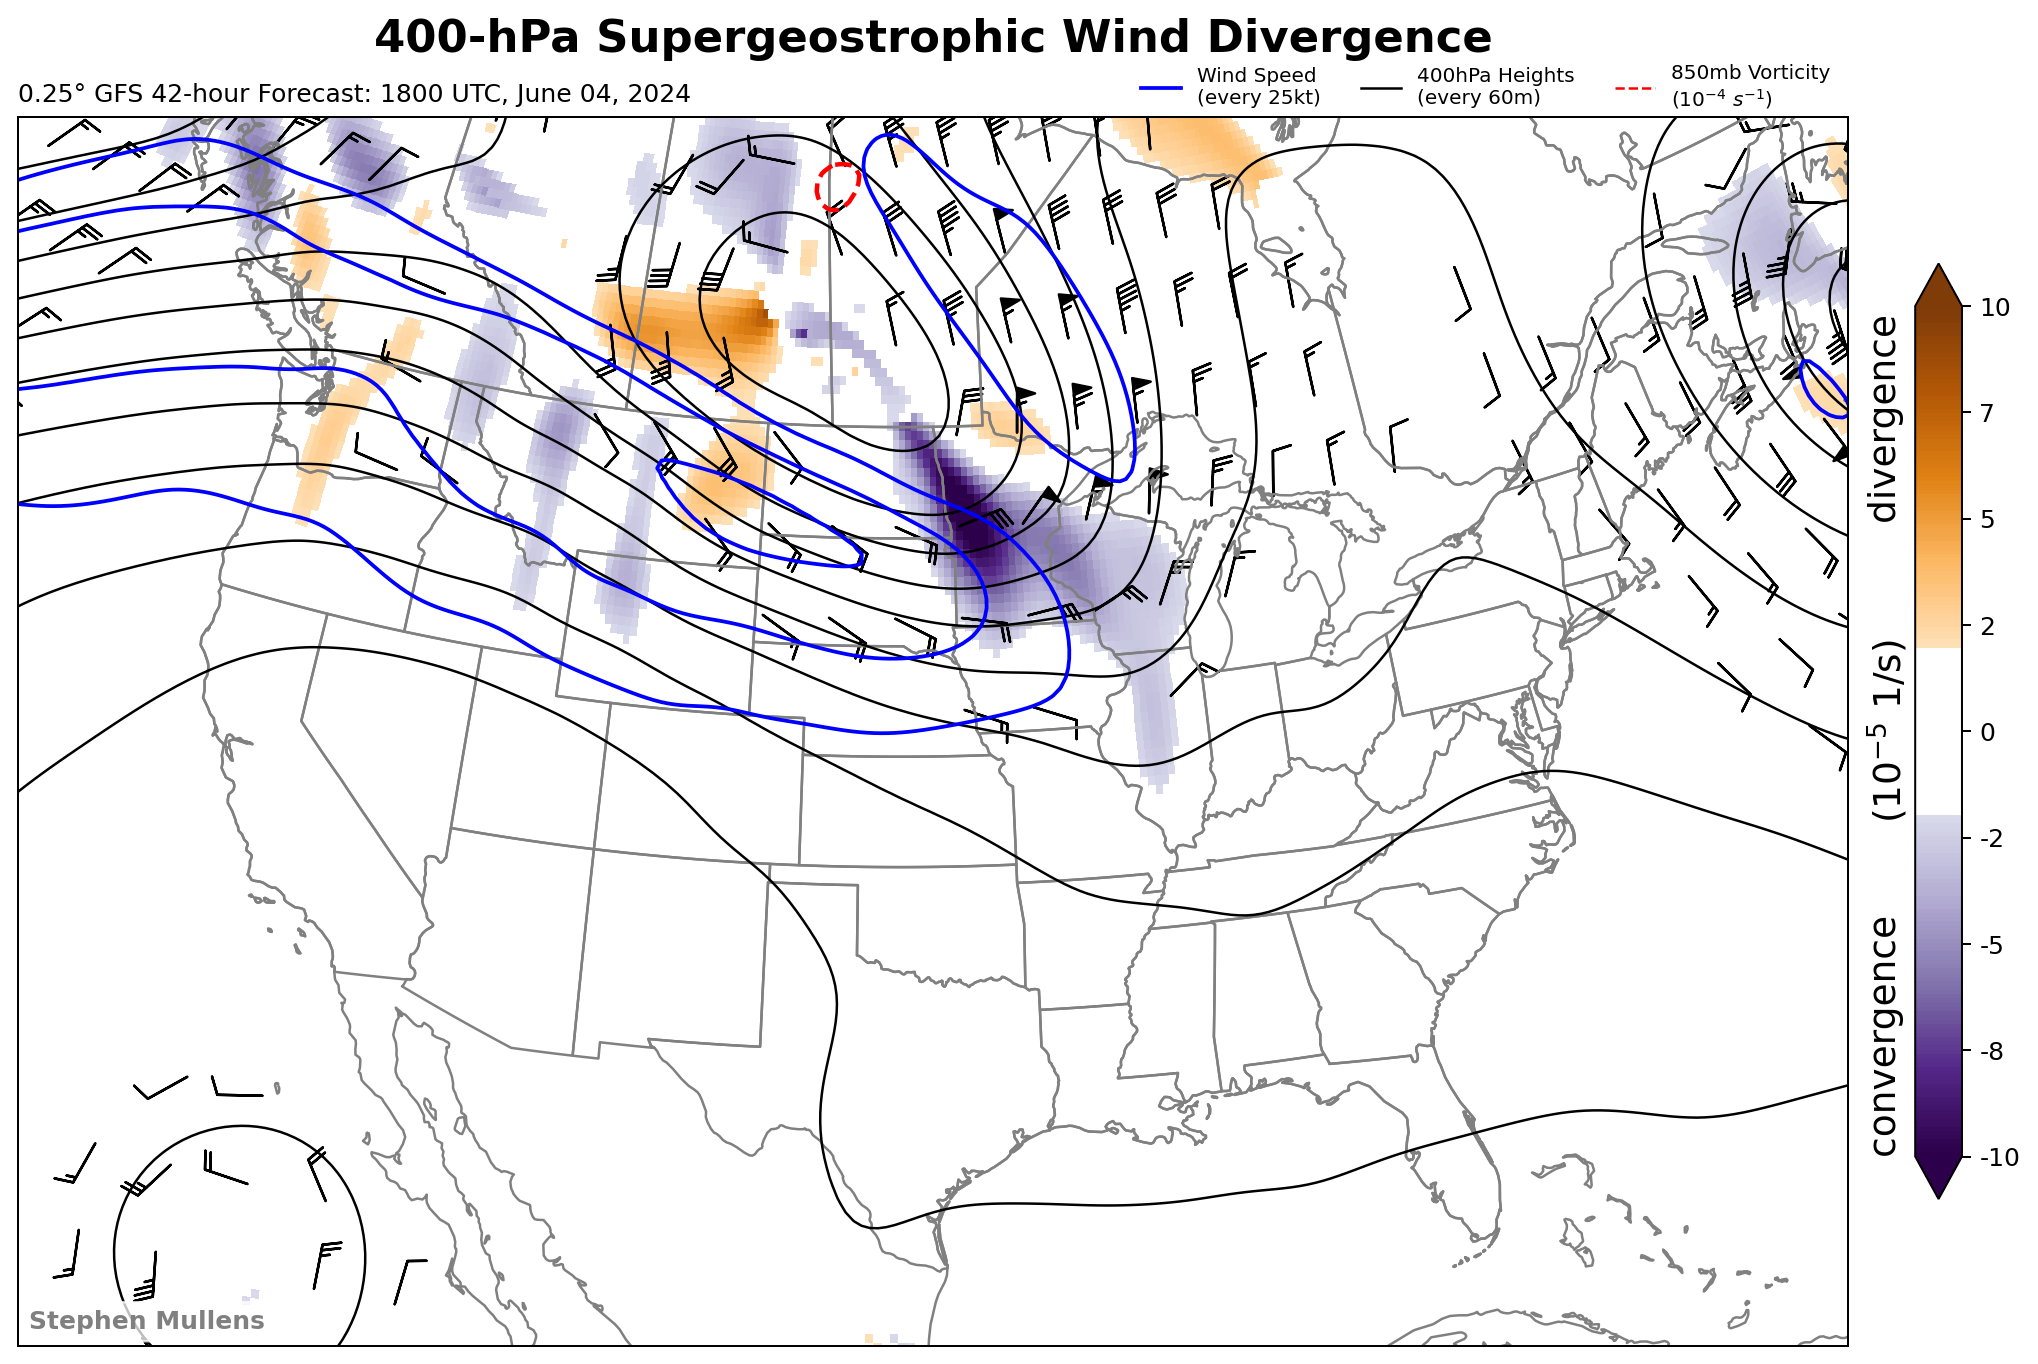 400-hPa Supergeostrophic Wind Divergence
0.25° GFS 42-hour Forecast: 1800 UTC, June 04, 2024
Wind Speed
(every 25kt)
400hPa Heights
(every 60m)
850mb Vorticity
(10⁻⁴ s⁻¹)
10
7
5
2
0
-2
-5
-8
-10
convergence (10⁻⁵ 1/s) divergence
Stephen Mullens